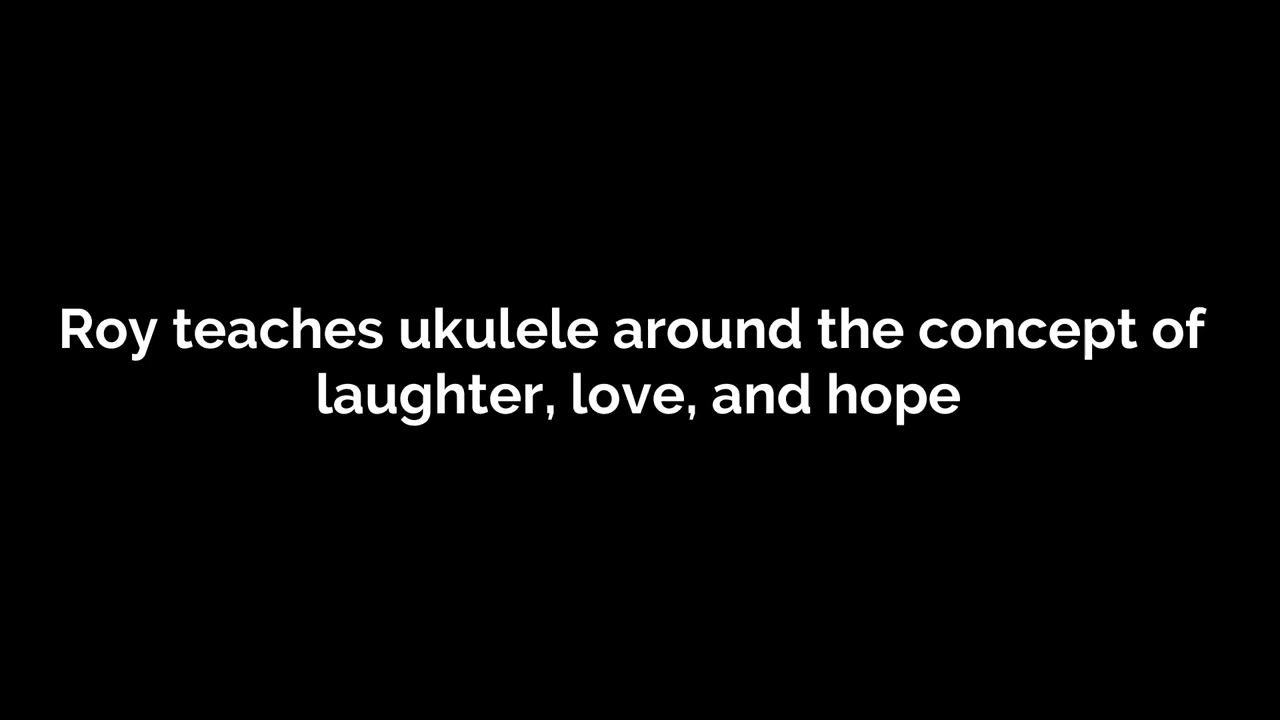 Roy teaches ukulele around the concept of
laughter, love, and hope